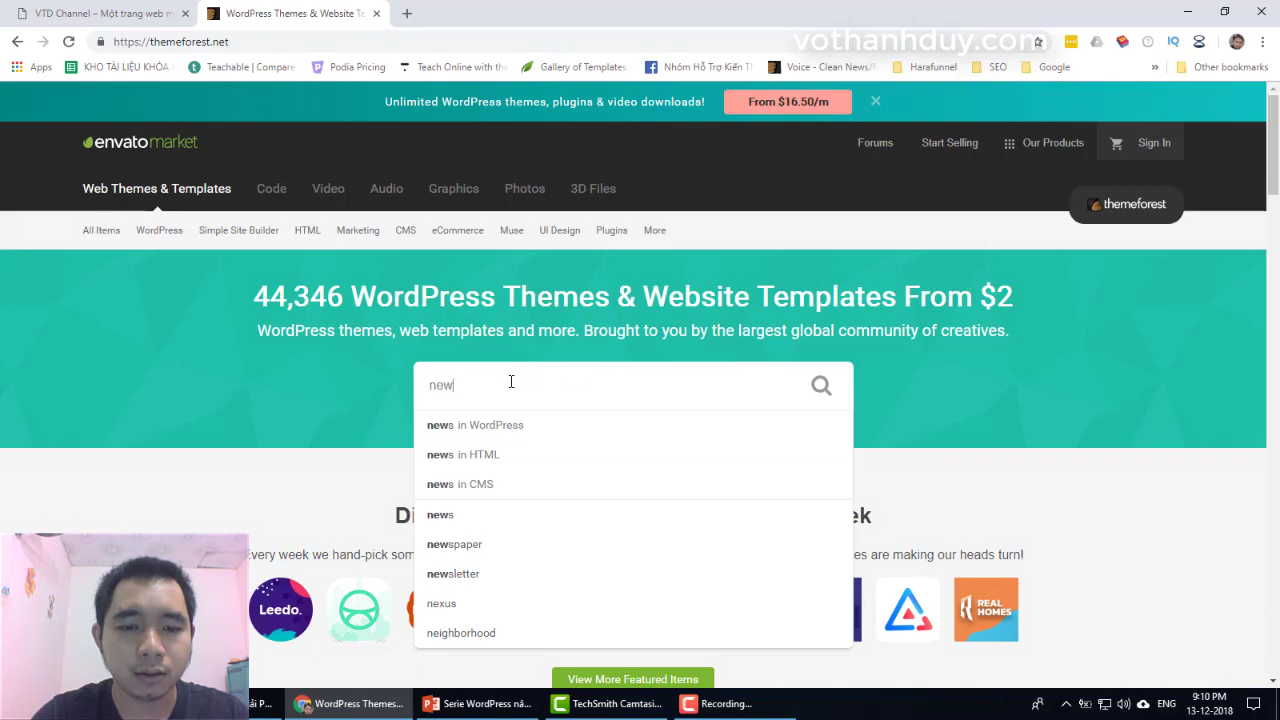 VTD Channel – Một trang web m
WordPress Themes & Website Te
https://themeforest.net
vothanhduy.com
Apps
KHO TÀI LIỆU KHÓA
Teachable | Compare
Podia Pricing
Teach Online with the
Gallery of Templates
Nhóm Hỗ Trợ Kiến Th
Voice - Clean News/M
Harafunnel
SEO
Google
»
Other bookmarks
Unlimited WordPress themes, plugins & video downloads!
From $16.50/m
envatomarket
Forums
Start Selling
Our Products
Sign In
Web Themes & Templates
Code
Video
Audio
Graphics
Photos
3D Files
themeforest
All Items
WordPress
Simple Site Builder
HTML
Marketing
CMS
eCommerce
Muse
UI Design
Plugins
More
44,346 WordPress Themes & Website Templates From $2
WordPress themes, web templates and more. Brought to you by the largest global community of creatives.
new
news in WordPress
news in HTML
news in CMS
news
newspaper
newsletter
nexus
neighborhood
Di
ek
Every week we hand-pick som
es are making our heads turn!
Leedo.
REAL
HOMES
View More Featured Items
ài P...
WordPress Themes...
Serie WordPress nâ...
TechSmith Camtasi...
Recording...
ENG
9:10 PM
13-12-2018